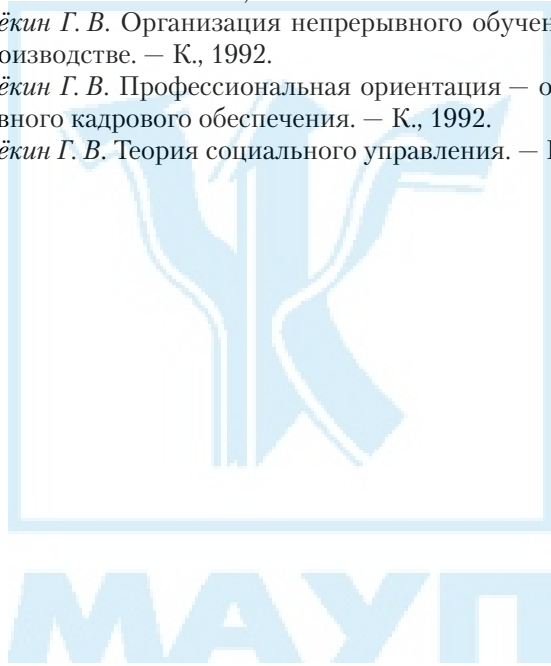 ёкин Г. В. Организация непрерывного обучен
оизводстве. — К., 1992.
ёкин Г. В. Профессиональная ориентация — о
вного кадрового обеспечения. — К., 1992.
ёкин Г. В. Теория социального управления. —
МАУП